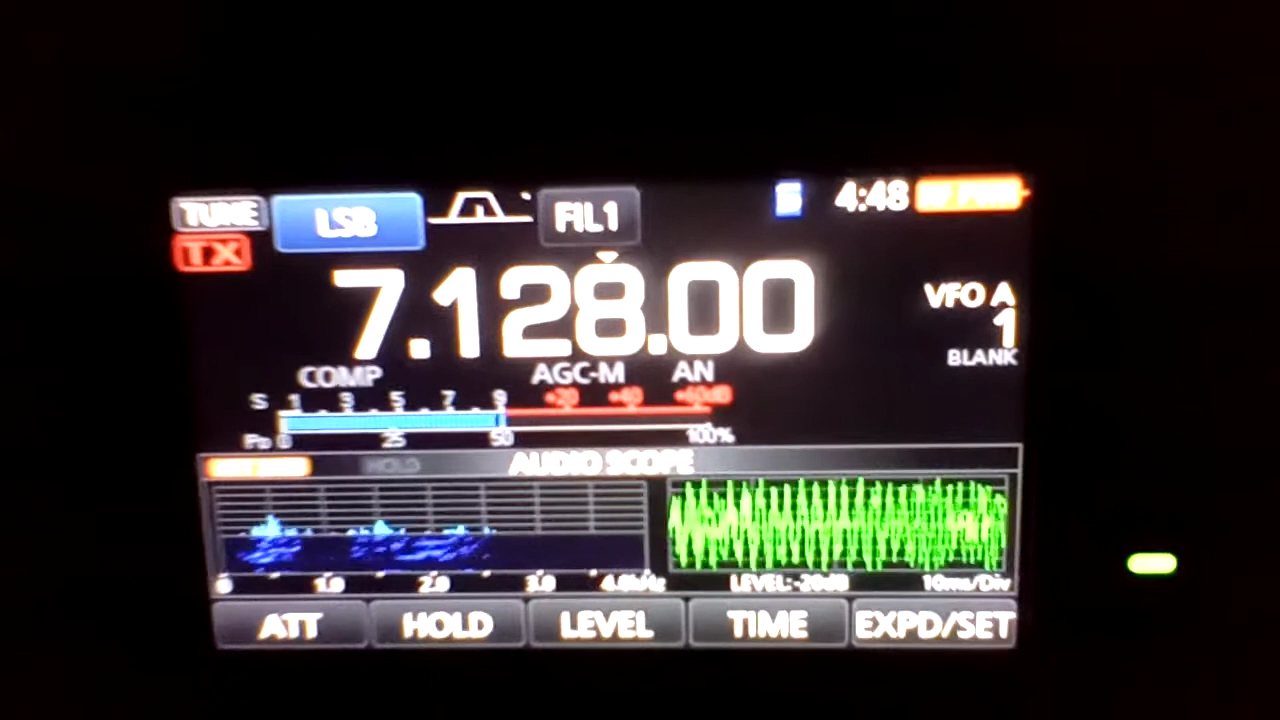 TUNE LSB FIL1 4:48
TX
7.128.00
VFO A
1
BLANK
COMP AGC-M AN
S 1 3 5 7 9 +20 +40 +60dB
Po 0 25 50 100%
HOLD AUDIO SCOPE
0 1.0 2.0 3.0 4.0kHz LEVEL:-20dB 10ms/Div
ATT HOLD LEVEL TIME EXPD/SET